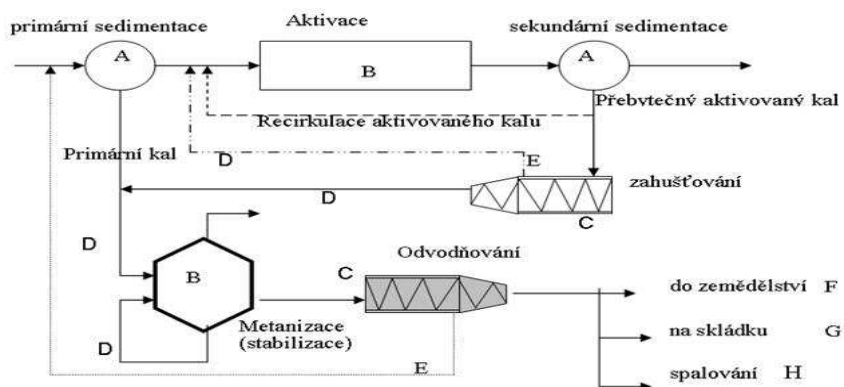 primární sedimentace
Aktivace
sekundární sedimentace
A
B
A
Přebytečný aktivovaný kal
Recirkulace aktivovaného kalu
Primární kal
D
E
zahušťování
D
C
D
Odvodňování
C
B
do zemědělství F
Metanizace
(stabilizace)
na skládku G
D
E
spalování H